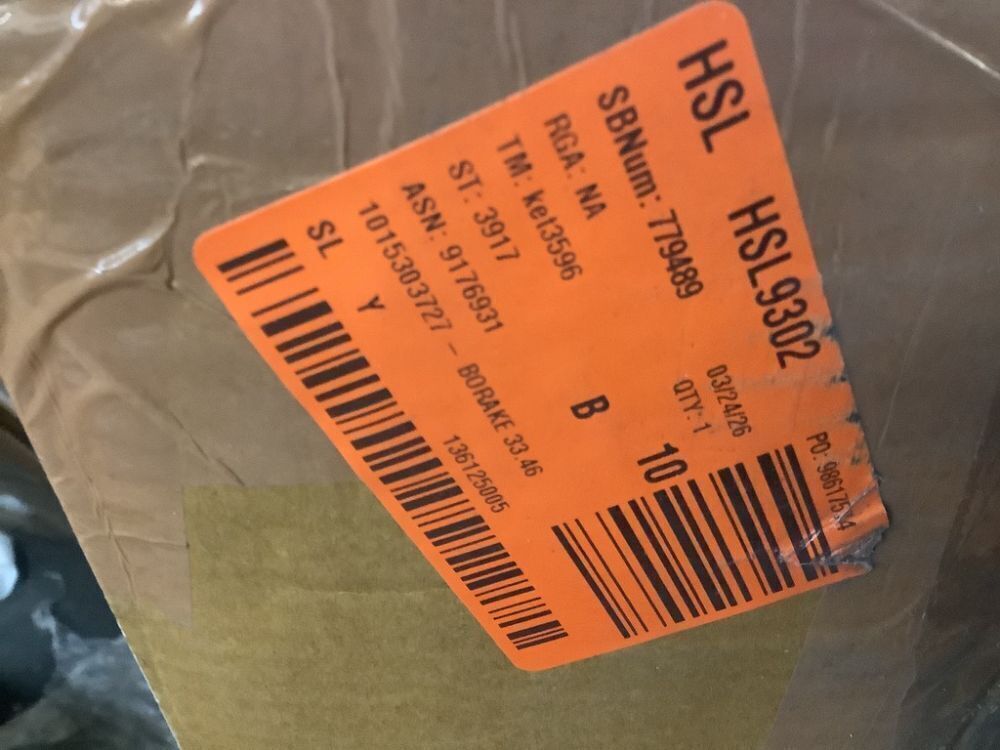 HSL HSL9302 PO:
SBNum: 779489 03/24/26
RGA: NA QTY: 1
TM: ket3596 B 10
ST: 3917
ASN: 9176931
1015303727 - BORAKE 33.46
SL Y 136125005